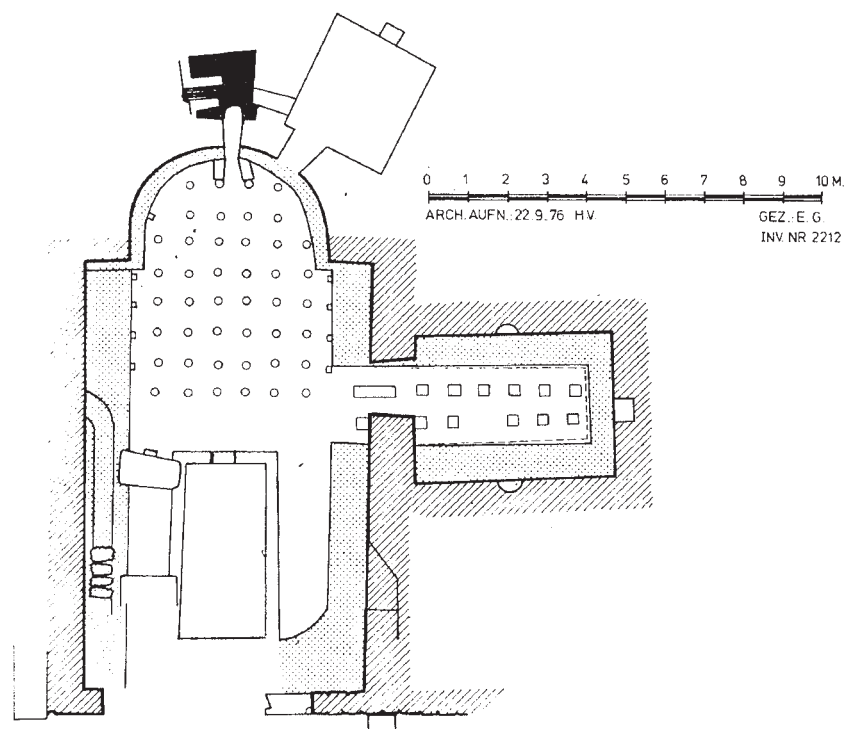 0 1 2 3 4 5 6 7 8 9 10 M.
ARCH. AUFN.: 22.9.76 H.V. GEZ.: E.G.
INV. NR 2212